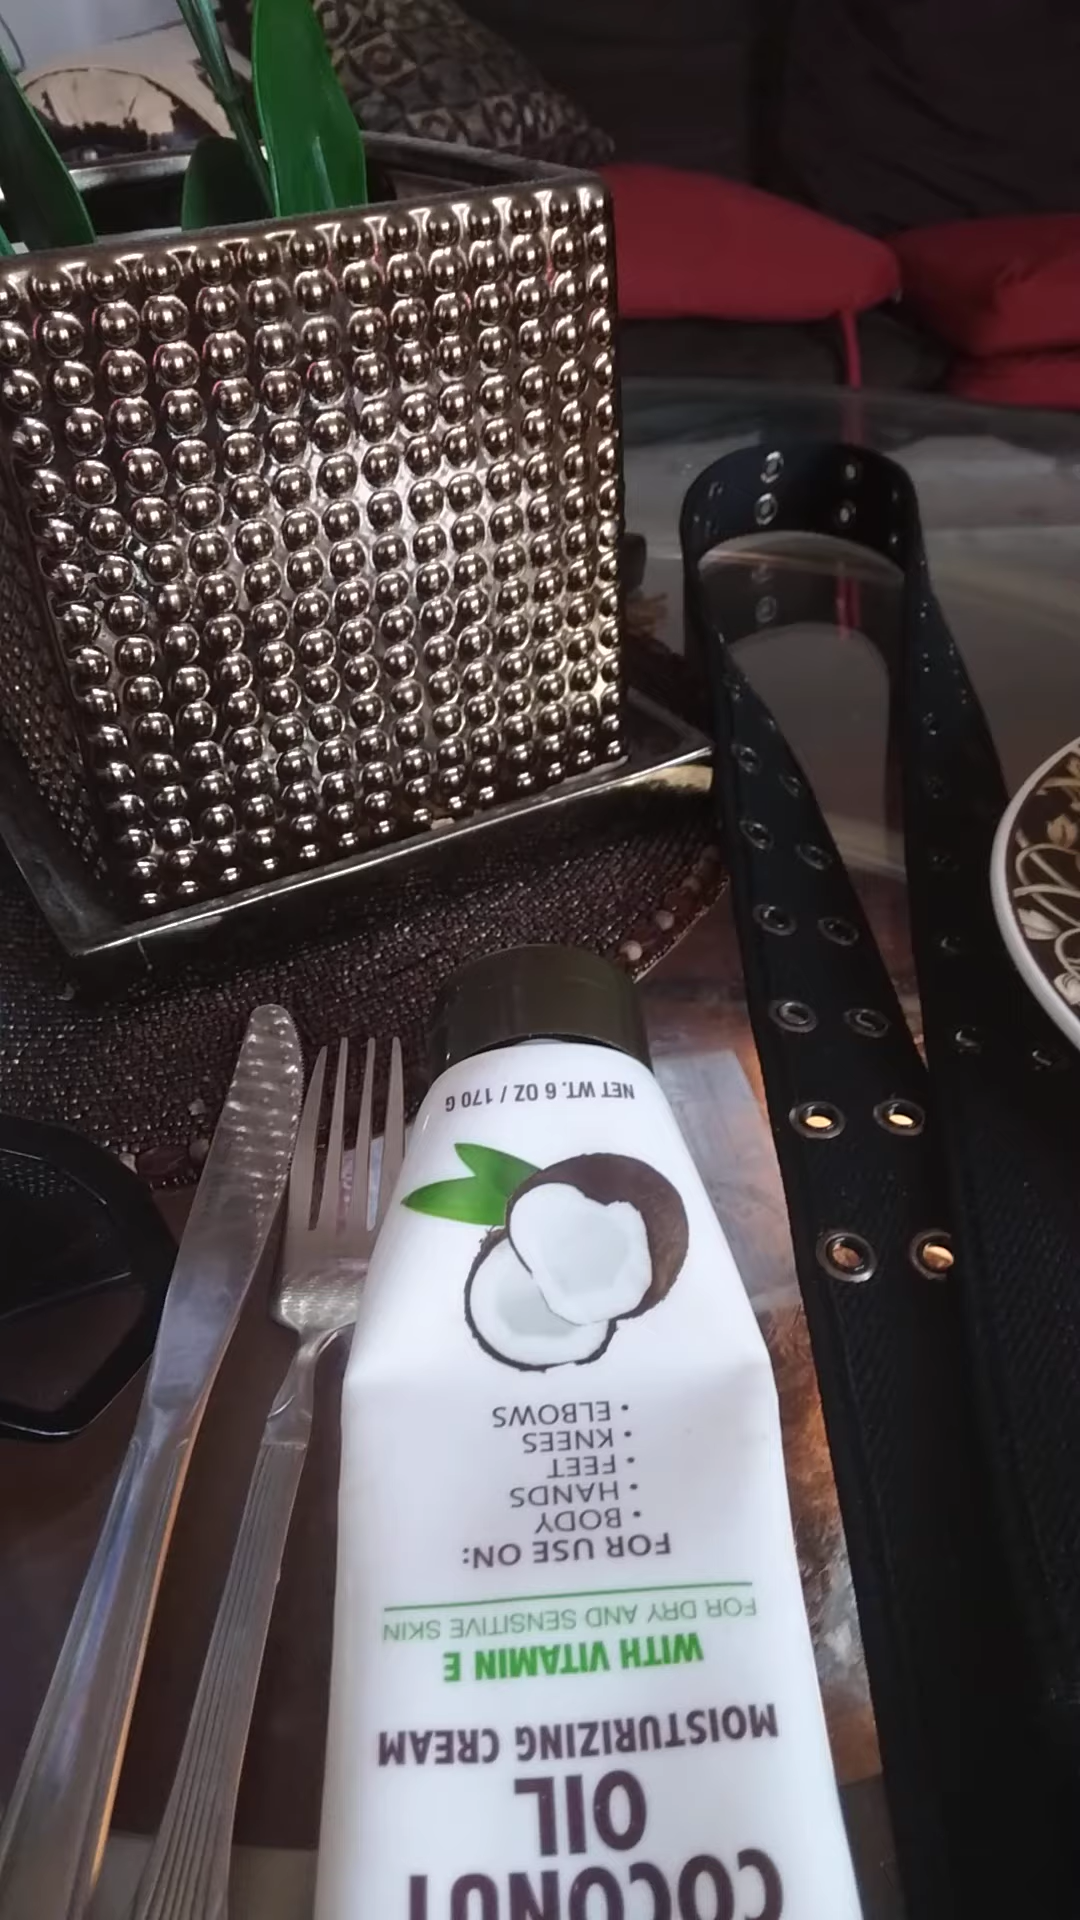 COCONUT
OIL
MOISTURIZING CREAM
WITH VITAMIN E
FOR DRY AND SENSITIVE SKIN
FOR USE ON:
• BODY
• HANDS
• FEET
• KNEES
• ELBOWS
NET WT. 6 OZ / 170 G